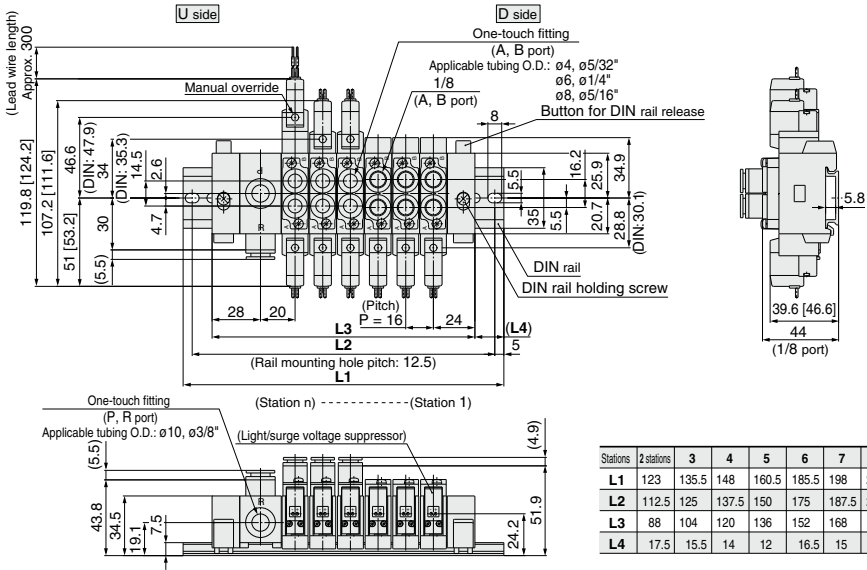 U side
D side
(Lead wire length)
Approx. 300
One-touch fitting
(A, B port)
Applicable tubing O.D.: ø4, ø5/32"
ø6, ø1/4"
ø8, ø5/16"
1/8
(A, B port)
Manual override
8
Button for DIN rail release
119.8 [124.2]
107.2 [111.6]
46.6
(DIN: 47.9)
34
(DIN: 35.3)
14.5
2.6
4.7
30
51 [53.2]
(5.5)
P
R
B
A
5.5
35
5.5
16.2
25.9
34.9
20.7
28.8
(DIN:30.1)
5.8
DIN rail
DIN rail holding screw
28
20
(Pitch)
P = 16
24
L3
(L4)
L2
5
(Rail mounting hole pitch: 12.5)
L1
39.6 [46.6]
44
(1/8 port)
(Station n) ------------(Station 1)
One-touch fitting
(P, R port)
Applicable tubing O.D.: ø10, ø3/8"
(Light/surge voltage suppressor)
(5.5)
43.8
34.5
19.1
7.5
R
(4.9)
51.9
24.2
Stations 2 stations 3 4 5 6 7
L1 123 135.5 148 160.5 185.5 198
L2 112.5 125 137.5 150 175 187.5
L3 88 104 120 136 152 168
L4 17.5 15.5 14 12 16.5 15